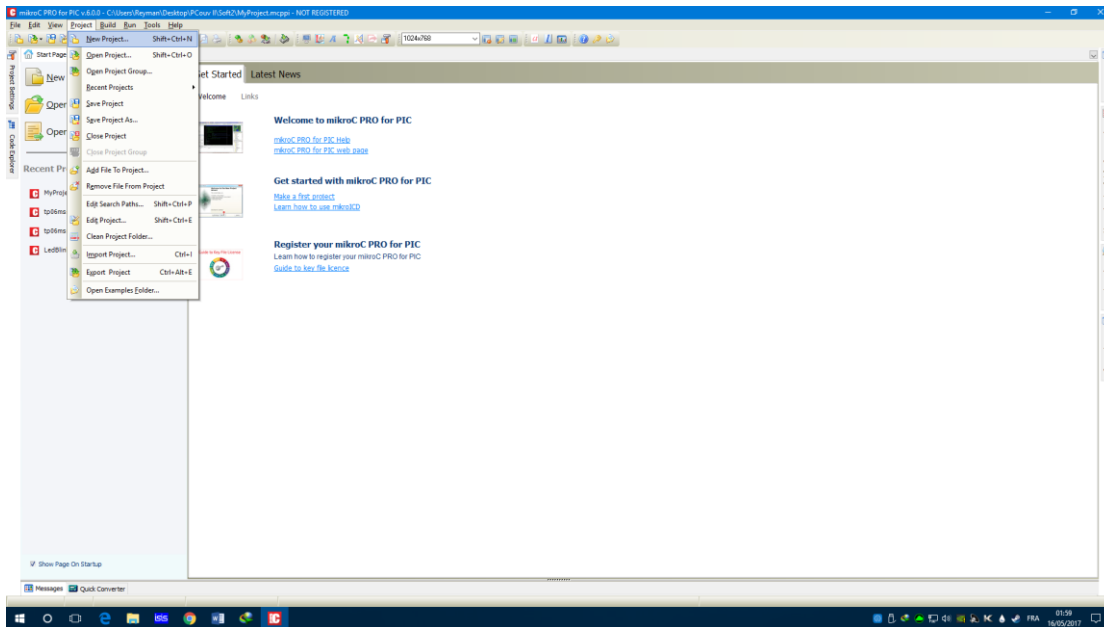 mikroC PRO for PIC v.6.0.0 - C:\Users\Reyman\Desktop\PCouv II\Soft2\MyProject.mcppi - NOT REGISTERED
File Edit View Project Build Run Tools Help
1024x768
New Project... Shift+Ctrl+N
Open Project... Shift+Ctrl+O
Open Project Group...
Recent Projects
Save Project
Save Project As...
Close Project
Close Project Group
Add File To Project...
Remove File From Project
Edit Search Paths... Shift+Ctrl+P
Edit Project... Shift+Ctrl+E
Clean Project Folder...
Import Project... Ctrl+I
Export Project Ctrl+Alt+E
Open Examples Folder...
Project Settings
Code Explorer
Start Page
New
Open
Open
Recent Pr
MyProje
tp06ms
tp06ms
LedBlin
Show Page On Startup
et Started Latest News
Welcome Links
Welcome to mikroC PRO for PIC
mikroC PRO for PIC Help
mikroC PRO for PIC web page
Get started with mikroC PRO for PIC
Make a first project
Learn how to use mikroICD
Register your mikroC PRO for PIC
Learn how to register your mikroC PRO for PIC
Guide to key file licence
Messages Quick Converter
isis
FRA
01:59
16/05/2017